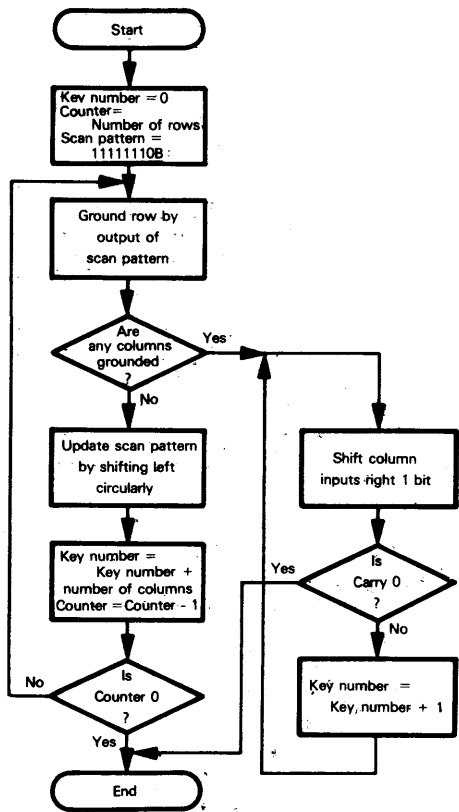 Start
Key number = 0
Counter=
Number of rows
Scan pattern =
11111110B
Ground row by
output of
scan pattern
Are
any columns
grounded
?
Yes
No
Update scan pattern
by shifting left
circularly
Key number =
Key number +
number of columns
Counter = Counter - 1
Is
Counter 0
?
No
Yes
End
Shift column
inputs right 1 bit
Is
Carry 0
?
Yes
No
Key number =
Key number + 1